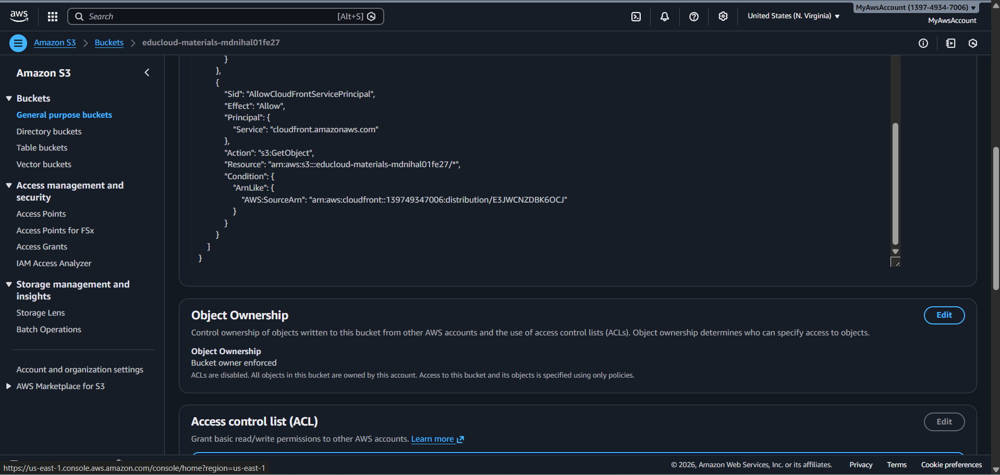 aws
Search
[Alt+S]
United States (N. Virginia)
MyAwsAccount (1397-4934-7006)
MyAwsAccount
Amazon S3
Buckets
educloud-materials-mdnihal01fe27
Amazon S3
Buckets
General purpose buckets
Directory buckets
Table buckets
Vector buckets
Access management and
security
Access Points
Access Points for FSx
Access Grants
IAM Access Analyzer
Storage management and
insights
Storage Lens
Batch Operations
Account and organization settings
AWS Marketplace for S3
}
},
{
"Sid": "AllowCloudFrontServicePrincipal",
"Effect": "Allow",
"Principal": {
"Service": "cloudfront.amazonaws.com"
},
"Action": "s3:GetObject",
"Resource": "arn:aws:s3:::educloud-materials-mdnihal01fe27/*",
"Condition": {
"ArnLike": {
"AWS:SourceArn": "arn:aws:cloudfront::139749347006:distribution/E3JWCNZDBK6OCJ"
}
}
}
]
}
Object Ownership
Edit
Control ownership of objects written to this bucket from other AWS accounts and the use of access control lists (ACLs). Object ownership determines who can specify access to objects.
Object Ownership
Bucket owner enforced
ACLs are disabled. All objects in this bucket are owned by this account. Access to this bucket and its objects is specified using only policies.
Access control list (ACL)
Edit
Grant basic read/write permissions to other AWS accounts. Learn more
https://us-east-1.console.aws.amazon.com/console/home?region=us-east-1
© 2026, Amazon Web Services, Inc. or its affiliates.
Privacy
Terms
Cookie preferences